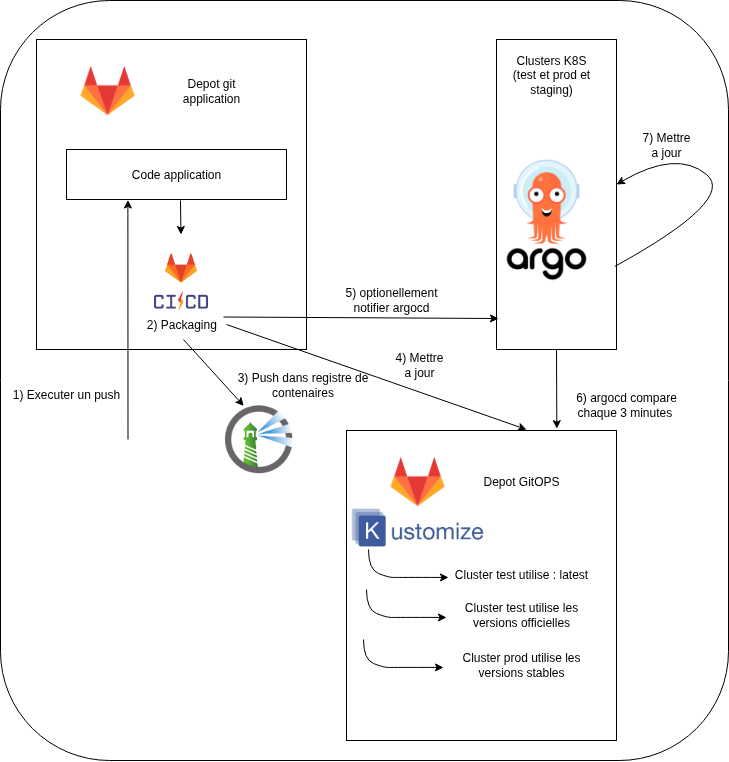 Depot git
application
Code application
CI CD
2) Packaging
1) Executer un push
3) Push dans registre de
contenaires
5) optionellement
notifier argocd
4) Mettre
a jour
Clusters K8S
(test et prod et
staging)
argo
7) Mettre
a jour
6) argocd compare
chaque 3 minutes
Depot GitOPS
Kustomize
Cluster test utilise : latest
Cluster test utilise les
versions officielles
Cluster prod utilise les
versions stables